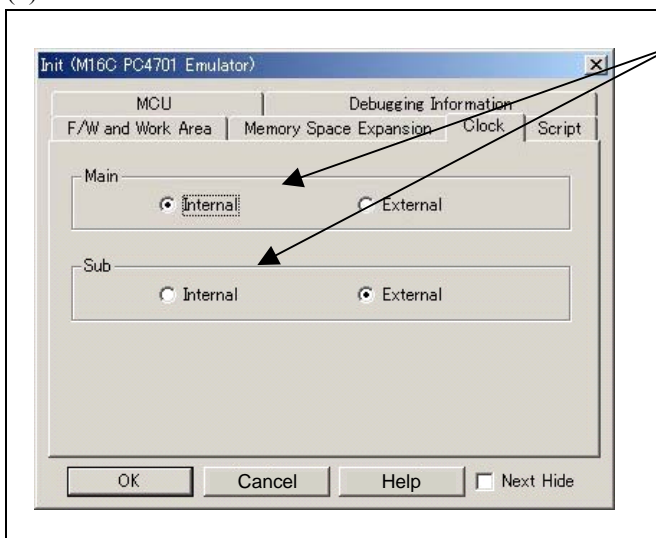 Init (M16C PC4701 Emulator)
MCU
Debugging Information
F/W and Work Area
Memory Space Expansion
Clock
Script
Main
Internal
External
Sub
Internal
External
OK
Cancel
Help
Next Hide